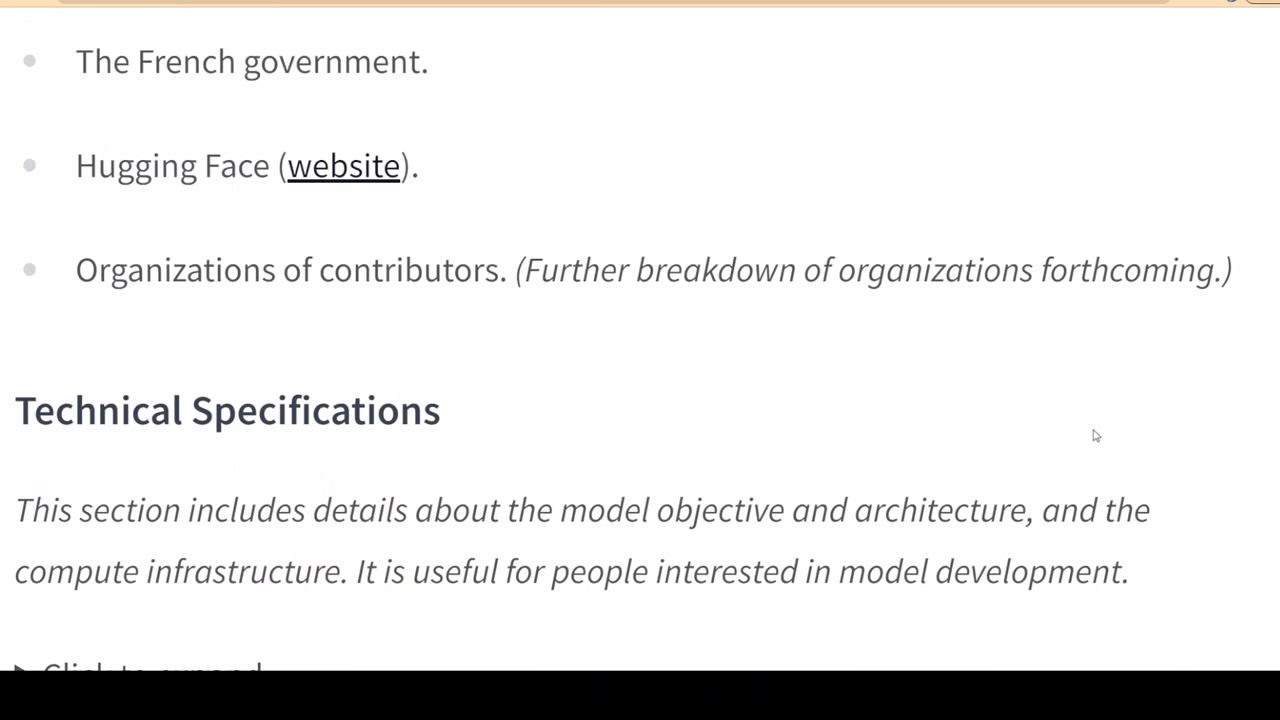 The French government.
Hugging Face (website).
Organizations of contributors. (Further breakdown of organizations forthcoming.)
Technical Specifications
This section includes details about the model objective and architecture, and the
compute infrastructure. It is useful for people interested in model development.
Click to expand